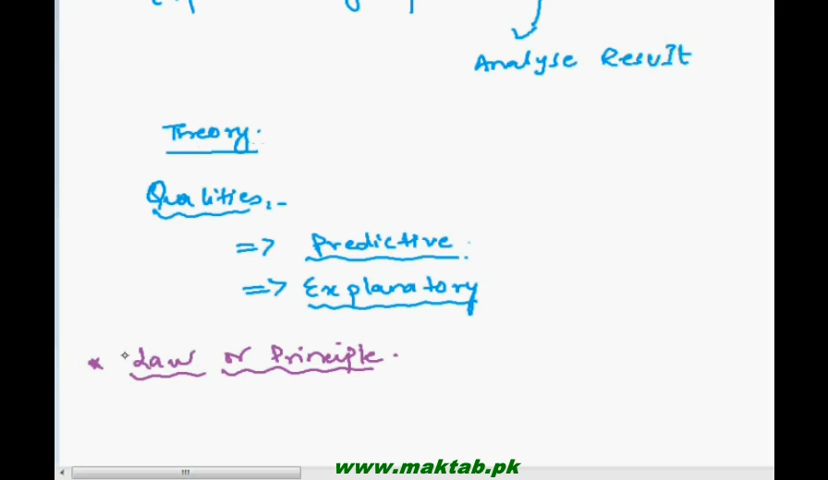 Analyse Result
Theory.
Qualities:-
=> Predictive.
=> Explanatory
* Law or Principle.
www.maktab.pk